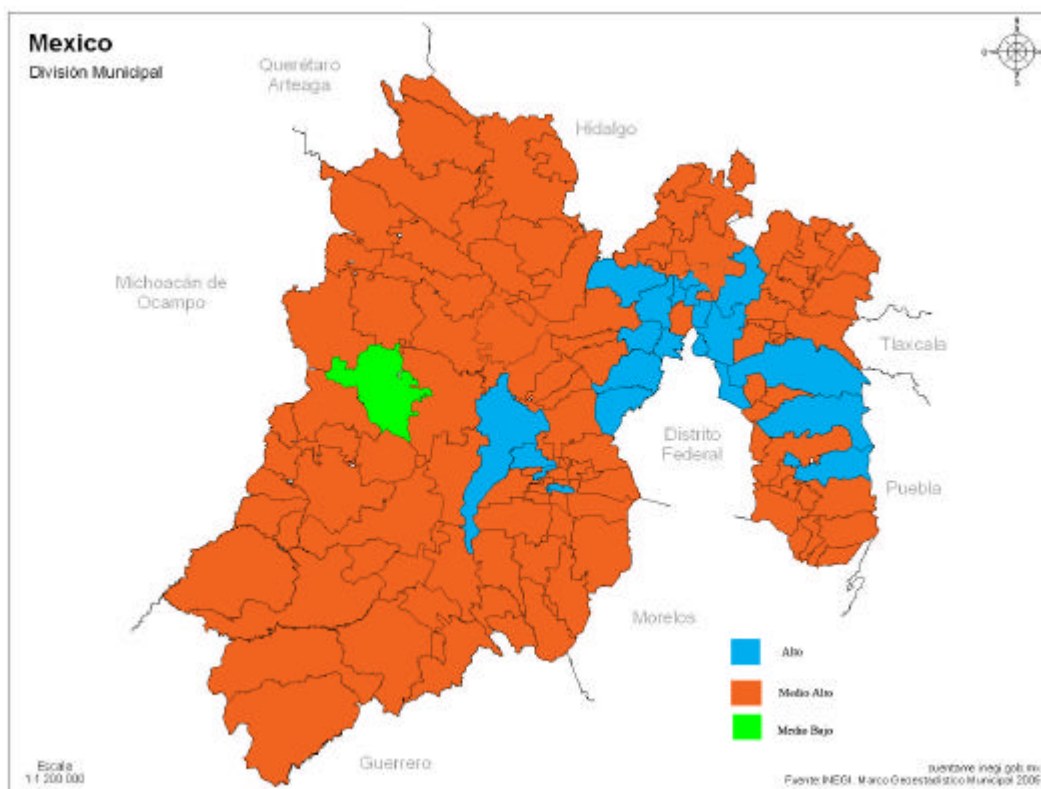 Mexico
División Municipal
Querétaro
Arteaga
Hidalgo
Michoacán de
Ocampo
Tlaxcala
Distrito
Federal
Puebla
Morelos
Alto
Medio Alto
Medio Bajo
Guerrero
Escala
1:1 200 000
cuentame.inegi.gob.mx
Fuente:INEGI. Marco Geoestadístico Municipal 2005